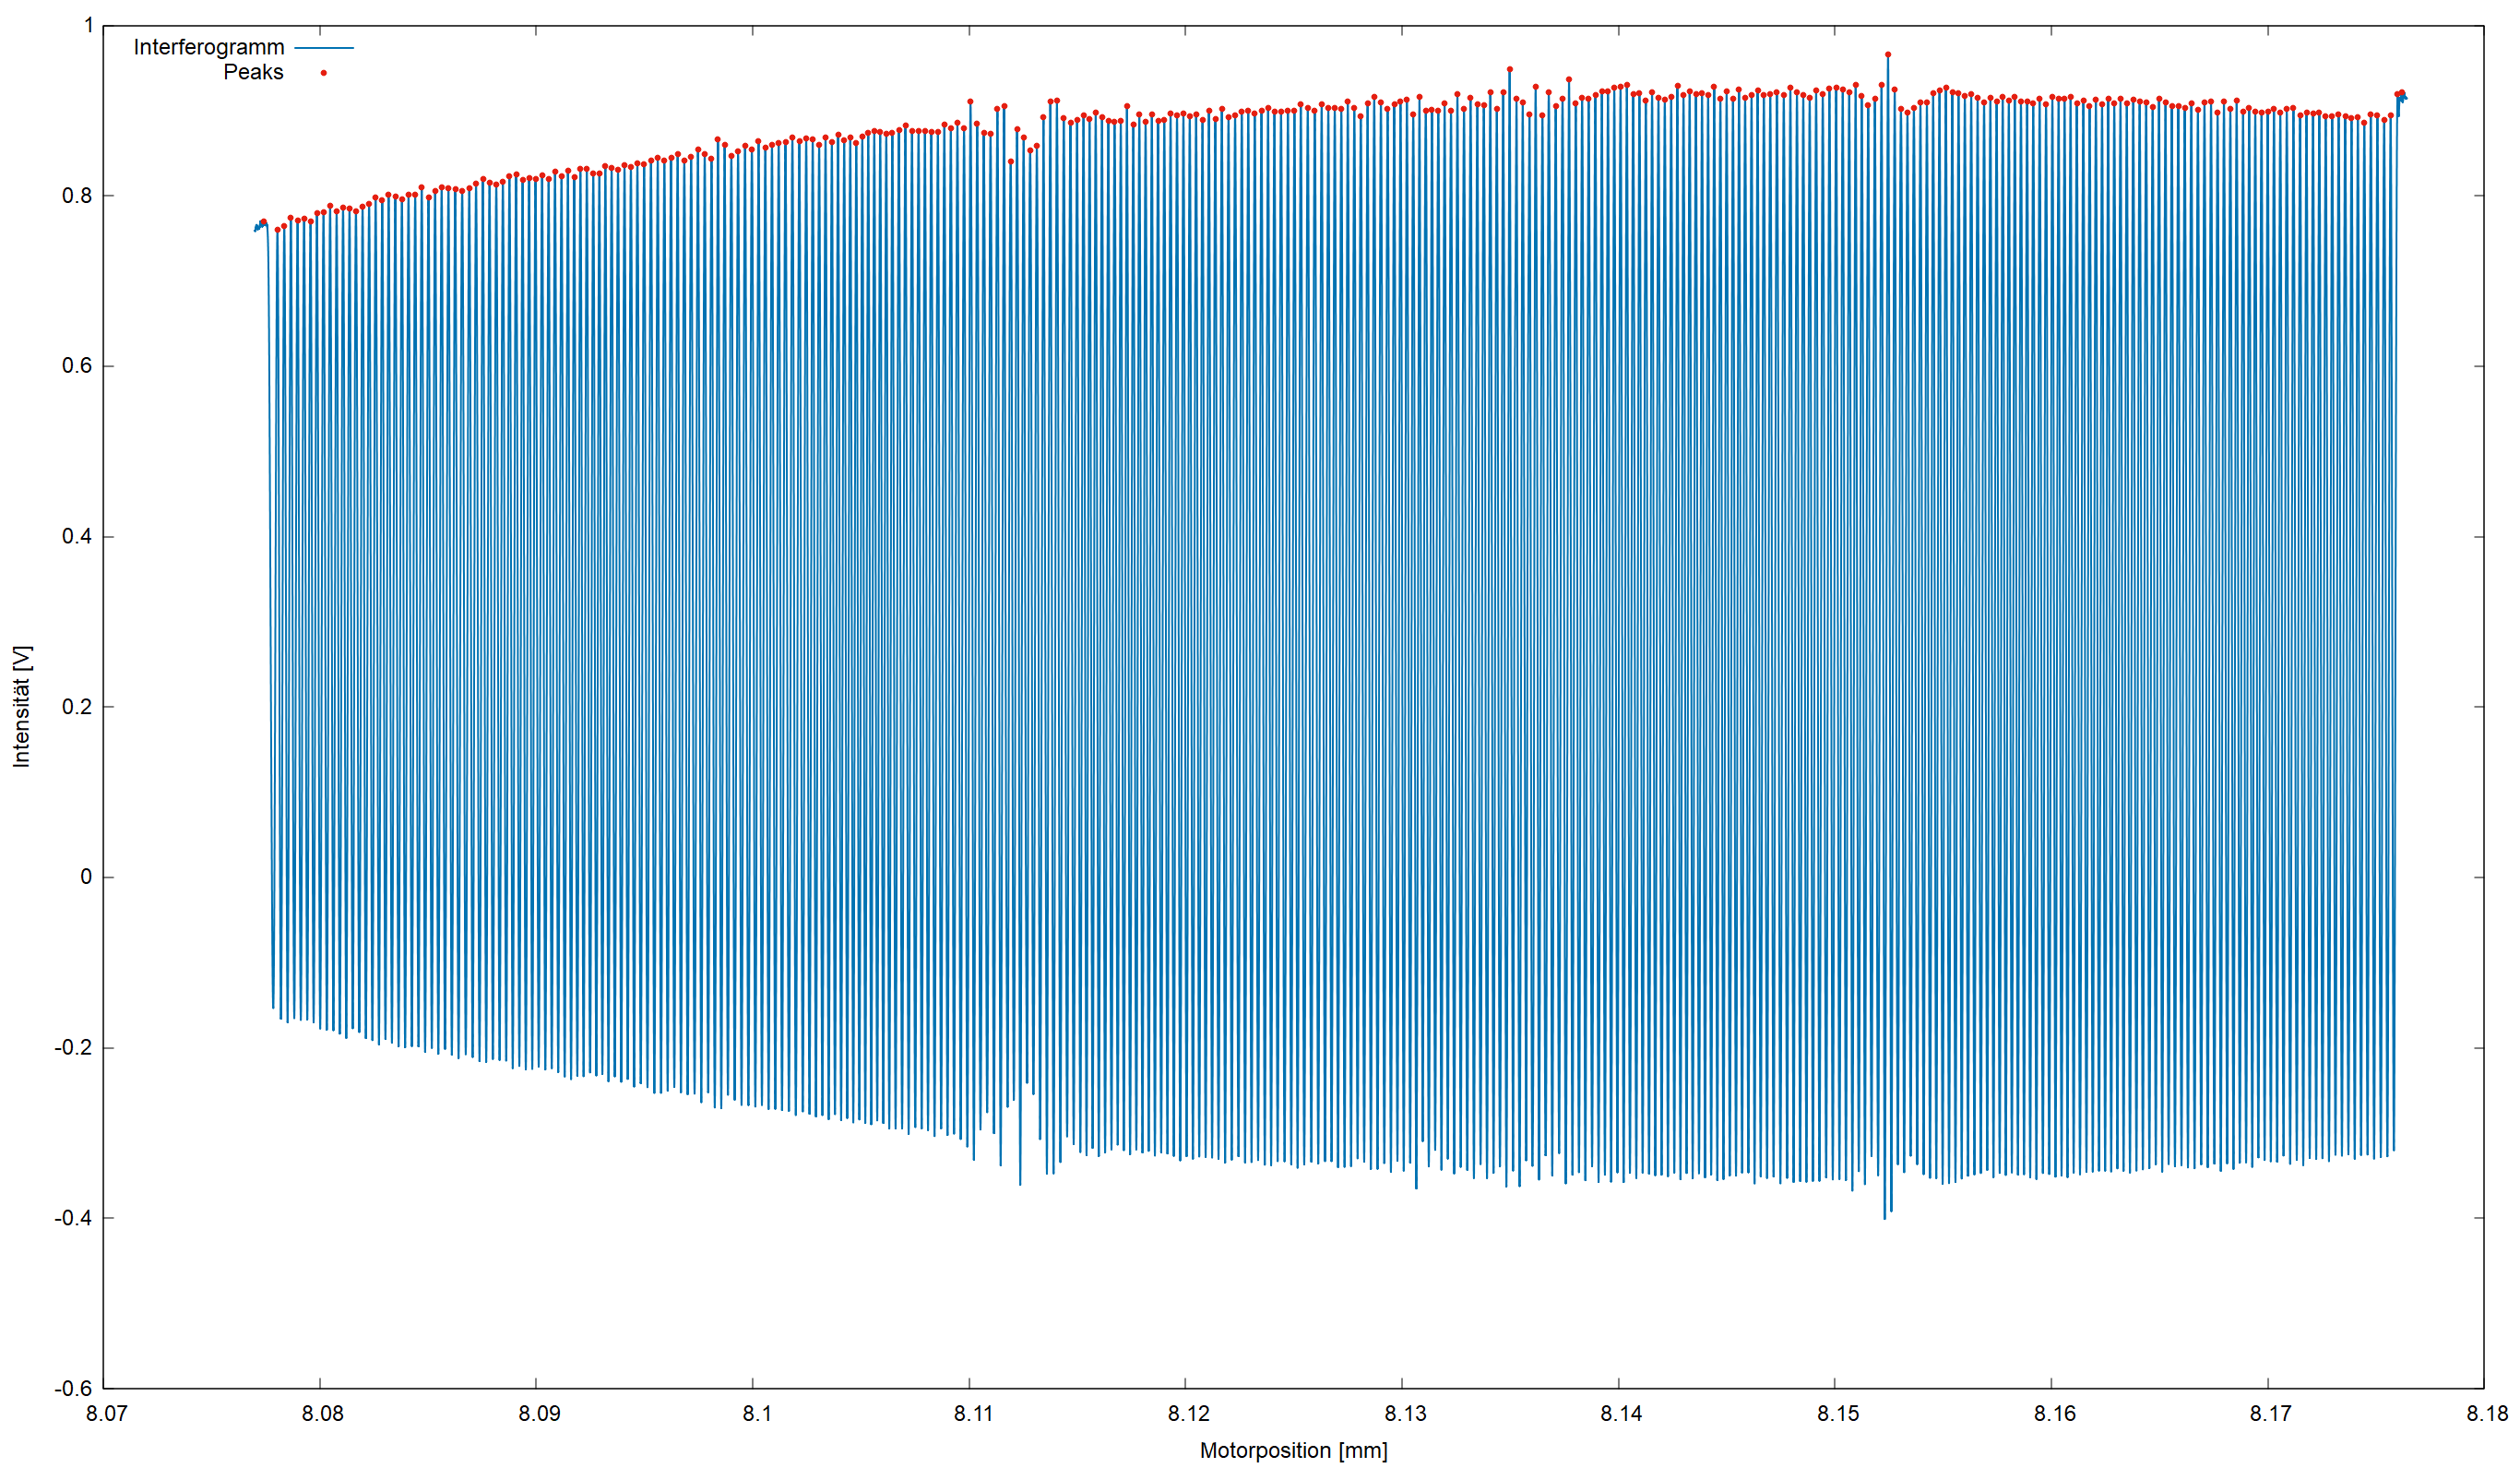 Interferogramm
Peaks
1
0.8
0.6
0.4
0.2
0
-0.2
-0.4
-0.6
Intensität [V]
8.07 8.08 8.09 8.1 8.11 8.12 8.13 8.14 8.15 8.16 8.17 8.18
Motorposition [mm]